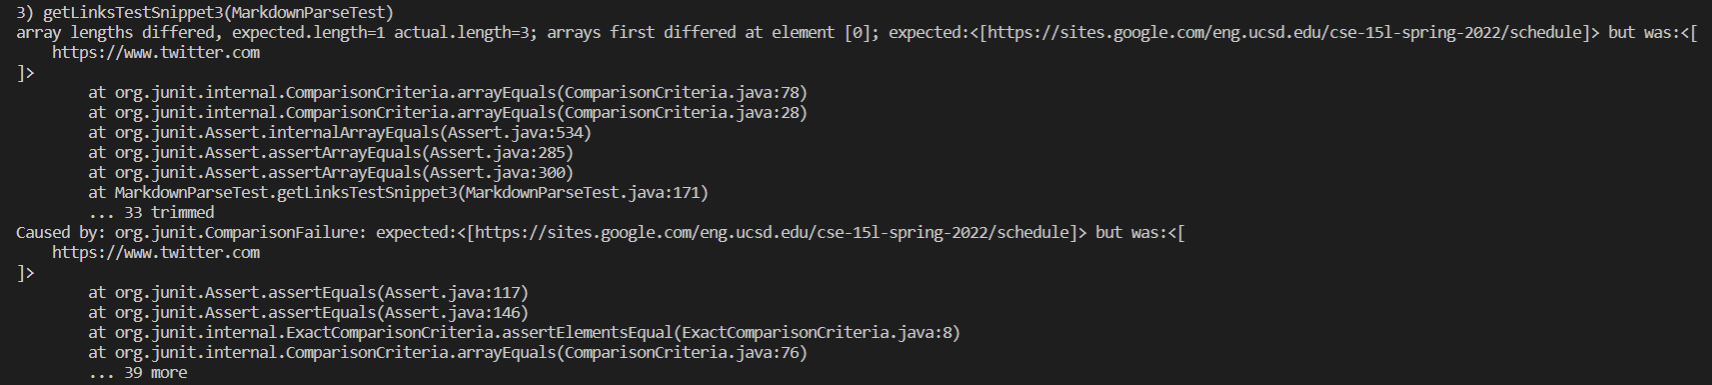 3) getLinksTestSnippet3(MarkdownParseTest)
array lengths differed, expected.length=1 actual.length=3; arrays first differed at element [0]; expected:<[https://sites.google.com/eng.ucsd.edu/cse-15l-spring-2022/schedule]> but was:<[
    https://www.twitter.com
]>
        at org.junit.internal.ComparisonCriteria.arrayEquals(ComparisonCriteria.java:78)
        at org.junit.internal.ComparisonCriteria.arrayEquals(ComparisonCriteria.java:28)
        at org.junit.Assert.internalArrayEquals(Assert.java:534)
        at org.junit.Assert.assertArrayEquals(Assert.java:285)
        at org.junit.Assert.assertArrayEquals(Assert.java:300)
        at MarkdownParseTest.getLinksTestSnippet3(MarkdownParseTest.java:171)
        ... 33 trimmed
Caused by: org.junit.ComparisonFailure: expected:<[https://sites.google.com/eng.ucsd.edu/cse-15l-spring-2022/schedule]> but was:<[
    https://www.twitter.com
]>
        at org.junit.Assert.assertEquals(Assert.java:117)
        at org.junit.Assert.assertEquals(Assert.java:146)
        at org.junit.internal.ExactComparisonCriteria.assertElementsEqual(ExactComparisonCriteria.java:8)
        at org.junit.internal.ComparisonCriteria.arrayEquals(ComparisonCriteria.java:76)
        ... 39 more